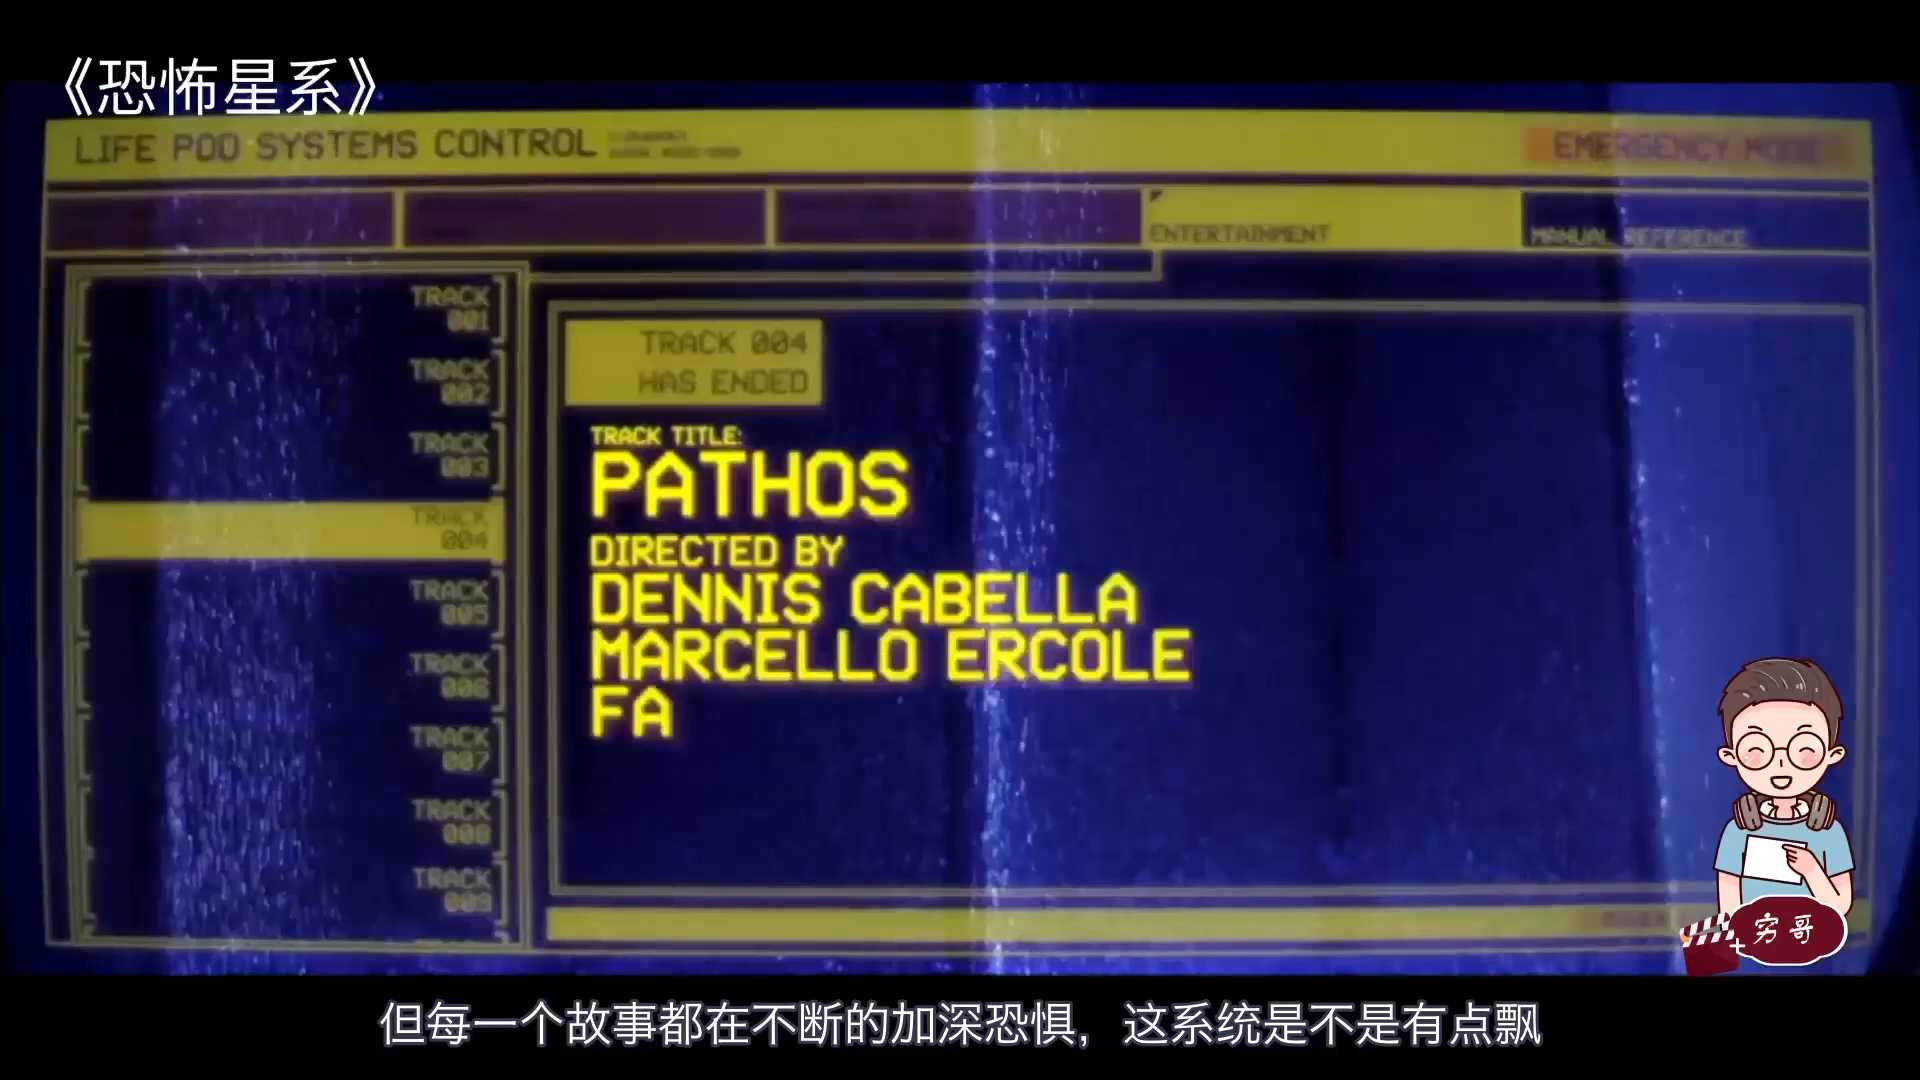 《恐怖星系》
LIFE POD SYSTEMS CONTROL
EMERGENCY MODE
ENTERTAINMENT
MANUAL REFERENCE
TRACK
001
TRACK
002
TRACK
003
TRACK
004
TRACK
005
TRACK
006
TRACK
007
TRACK
008
TRACK
009
TRACK 004
HAS ENDED
TRACK TITLE:
PATHOS
DIRECTED BY
DENNIS CABELLA
MARCELLO ERCOLE
FA
穷哥
但每一个故事都在不断的加深恐惧，这系统是不是有点飘